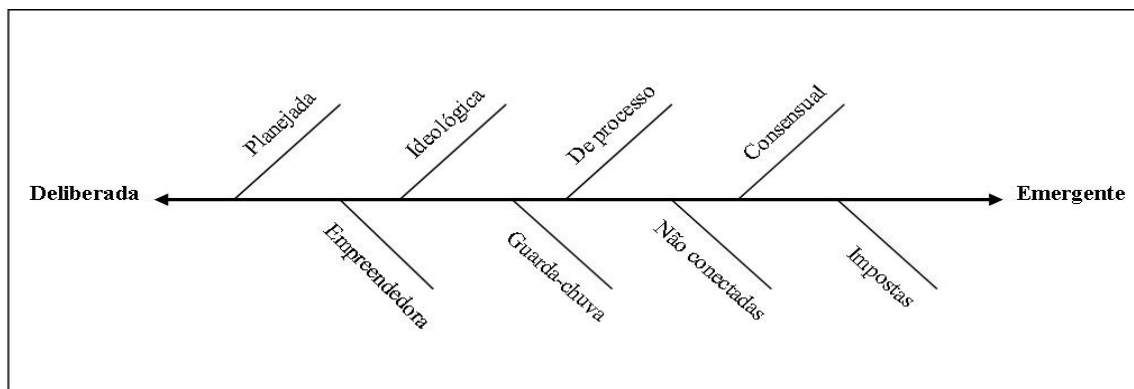 Planejada
Ideológica
De processo
Consensual
Deliberada
Emergente
Empreendedora
Guarda-chuva
Não conectadas
Impostas